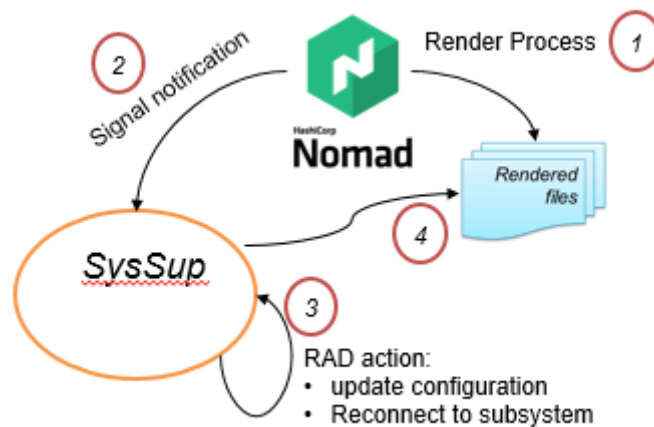 Render Process
1
2
Signal notification
HashiCorp
Nomad
Rendered
files
4
SysSup
3
RAD action:
• update configuration
• Reconnect to subsystem